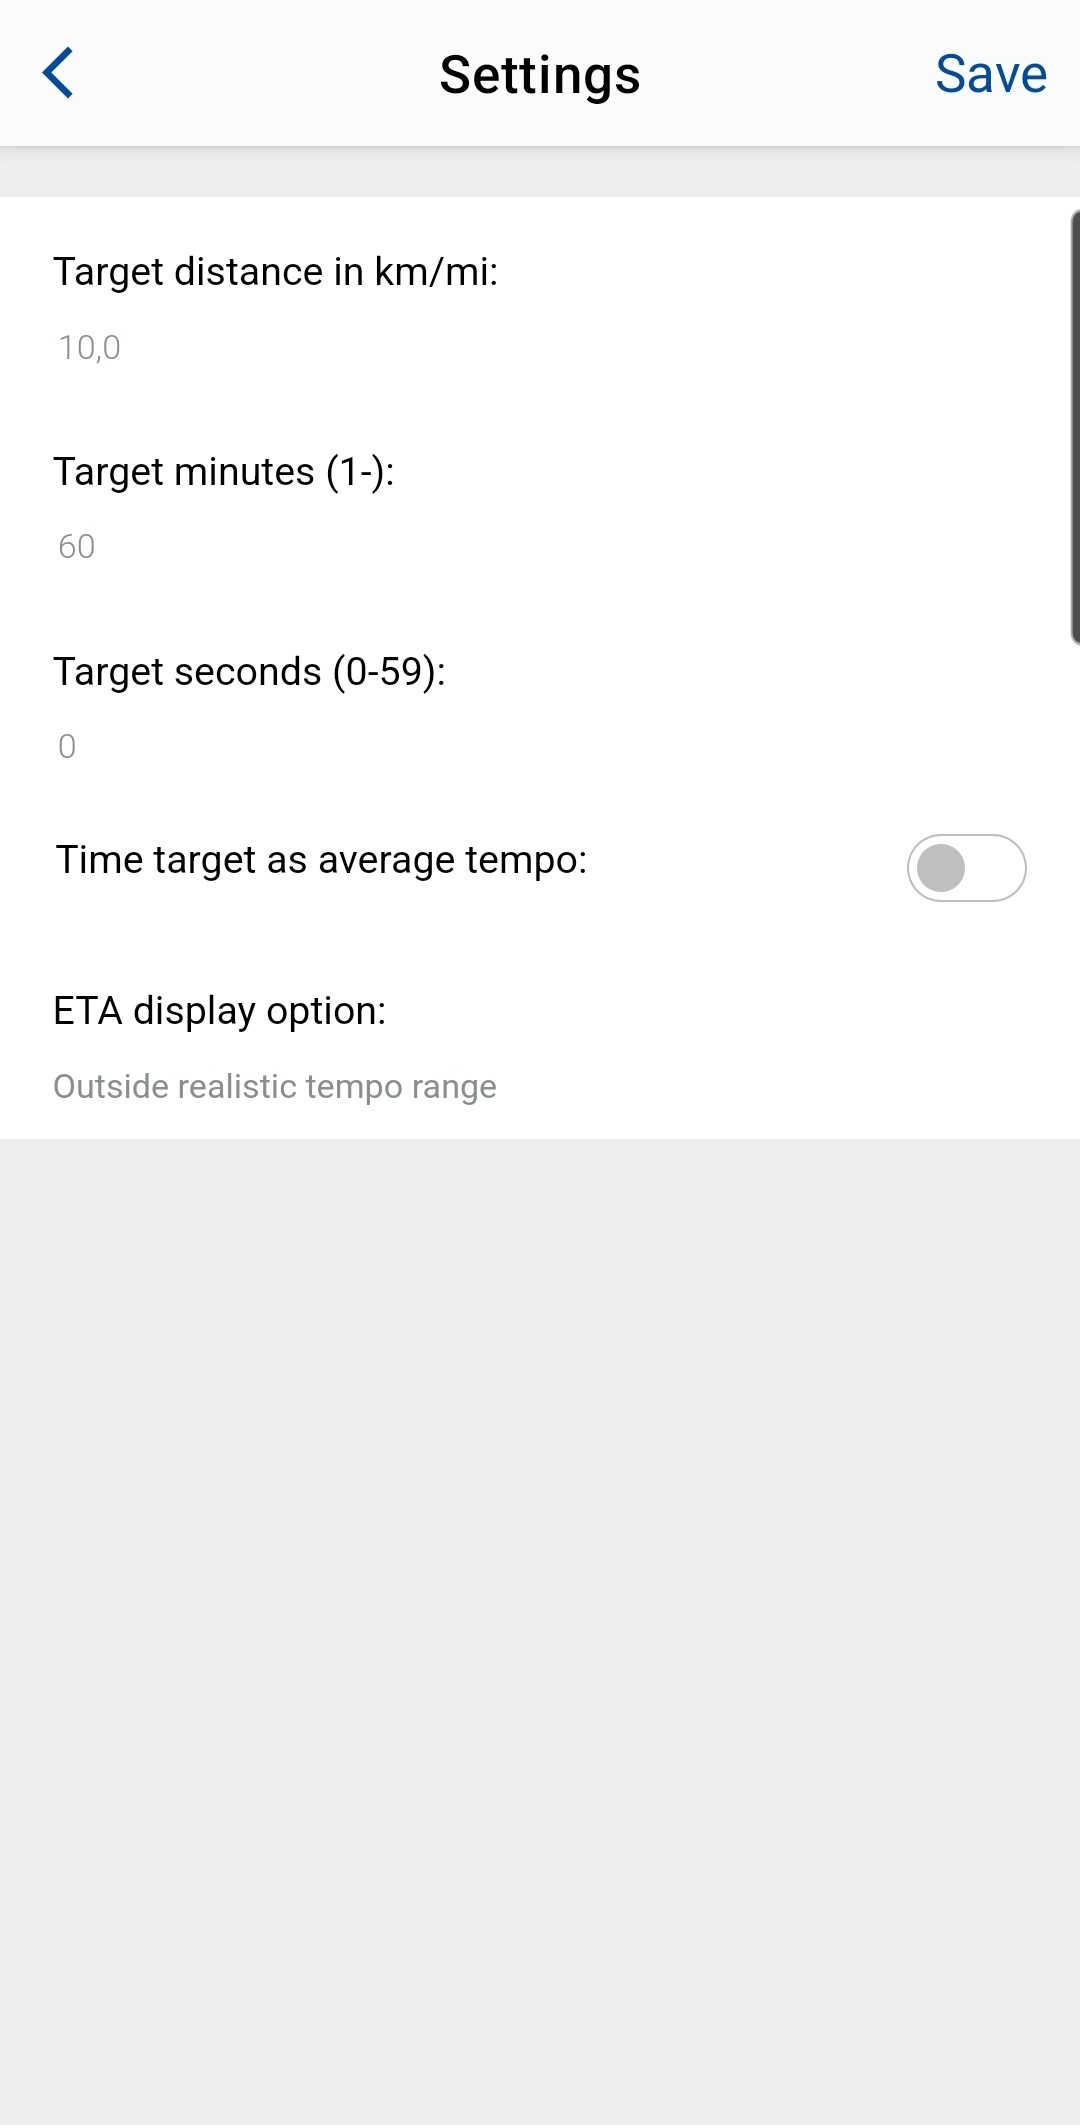 Settings
Save
Target distance in km/mi:
10,0
Target minutes (1-):
60
Target seconds (0-59):
0
Time target as average tempo:
ETA display option:
Outside realistic tempo range